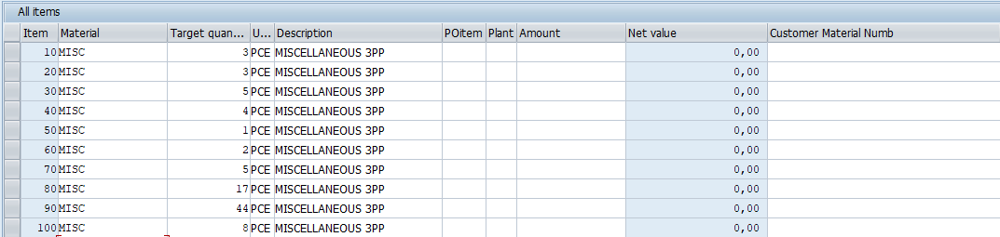 All items
Item Material Target quan... U... Description POitem Plant Amount Net value Customer Material Numb
10 MISC 3 PCE MISCELLANEOUS 3PP 0,00
20 MISC 3 PCE MISCELLANEOUS 3PP 0,00
30 MISC 5 PCE MISCELLANEOUS 3PP 0,00
40 MISC 4 PCE MISCELLANEOUS 3PP 0,00
50 MISC 1 PCE MISCELLANEOUS 3PP 0,00
60 MISC 2 PCE MISCELLANEOUS 3PP 0,00
70 MISC 5 PCE MISCELLANEOUS 3PP 0,00
80 MISC 17 PCE MISCELLANEOUS 3PP 0,00
90 MISC 44 PCE MISCELLANEOUS 3PP 0,00
100 MISC 8 PCE MISCELLANEOUS 3PP 0,00